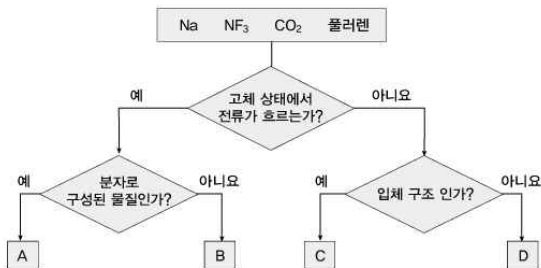 Na NF₃ CO₂ 풀러렌
예
고체 상태에서
전류가 흐르는가?
아니요
예
분자로
구성된 물질인가?
아니요
예
입체 구조 인가?
아니요
A
B
C
D